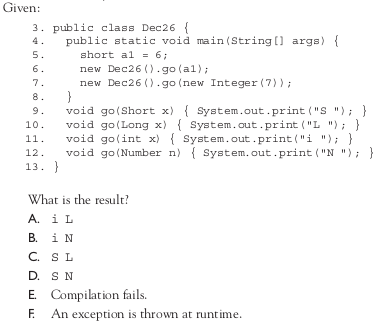 Given:
3. public class Dec26 {
4. public static void main(String[] args) {
5. short a1 = 6;
6. new Dec26().go(a1);
7. new Dec26().go(new Integer(7));
8. }
9. void go(Short x) { System.out.print("S "); }
10. void go(Long x) { System.out.print("L "); }
11. void go(int x) { System.out.print("i "); }
12. void go(Number n) { System.out.print("N "); }
13. }
What is the result?
A. i L
B. i N
C. S L
D. S N
E. Compilation fails.
F. An exception is thrown at runtime.